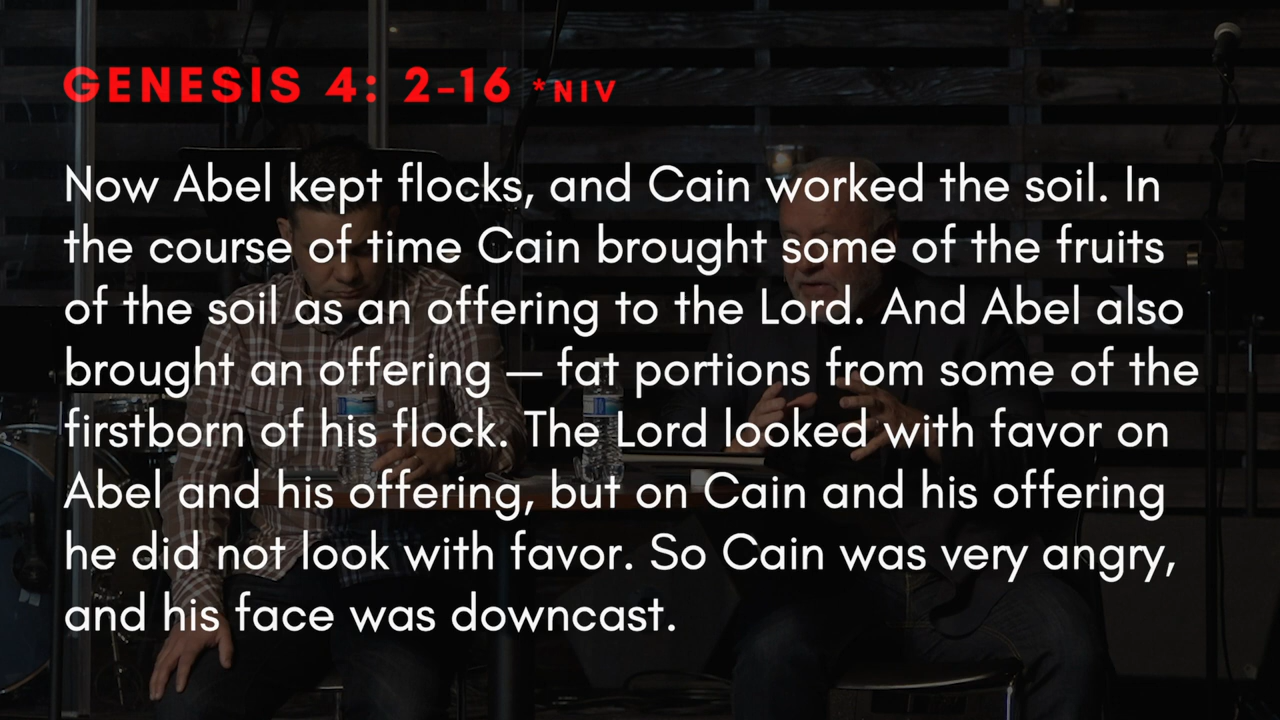 GENESIS 4: 2-16 *NIV
Now Abel kept flocks, and Cain worked the soil. In
the course of time Cain brought some of the fruits
of the soil as an offering to the Lord. And Abel also
brought an offering — fat portions from some of the
firstborn of his flock. The Lord looked with favor on
Abel and his offering, but on Cain and his offering
he did not look with favor. So Cain was very angry,
and his face was downcast.